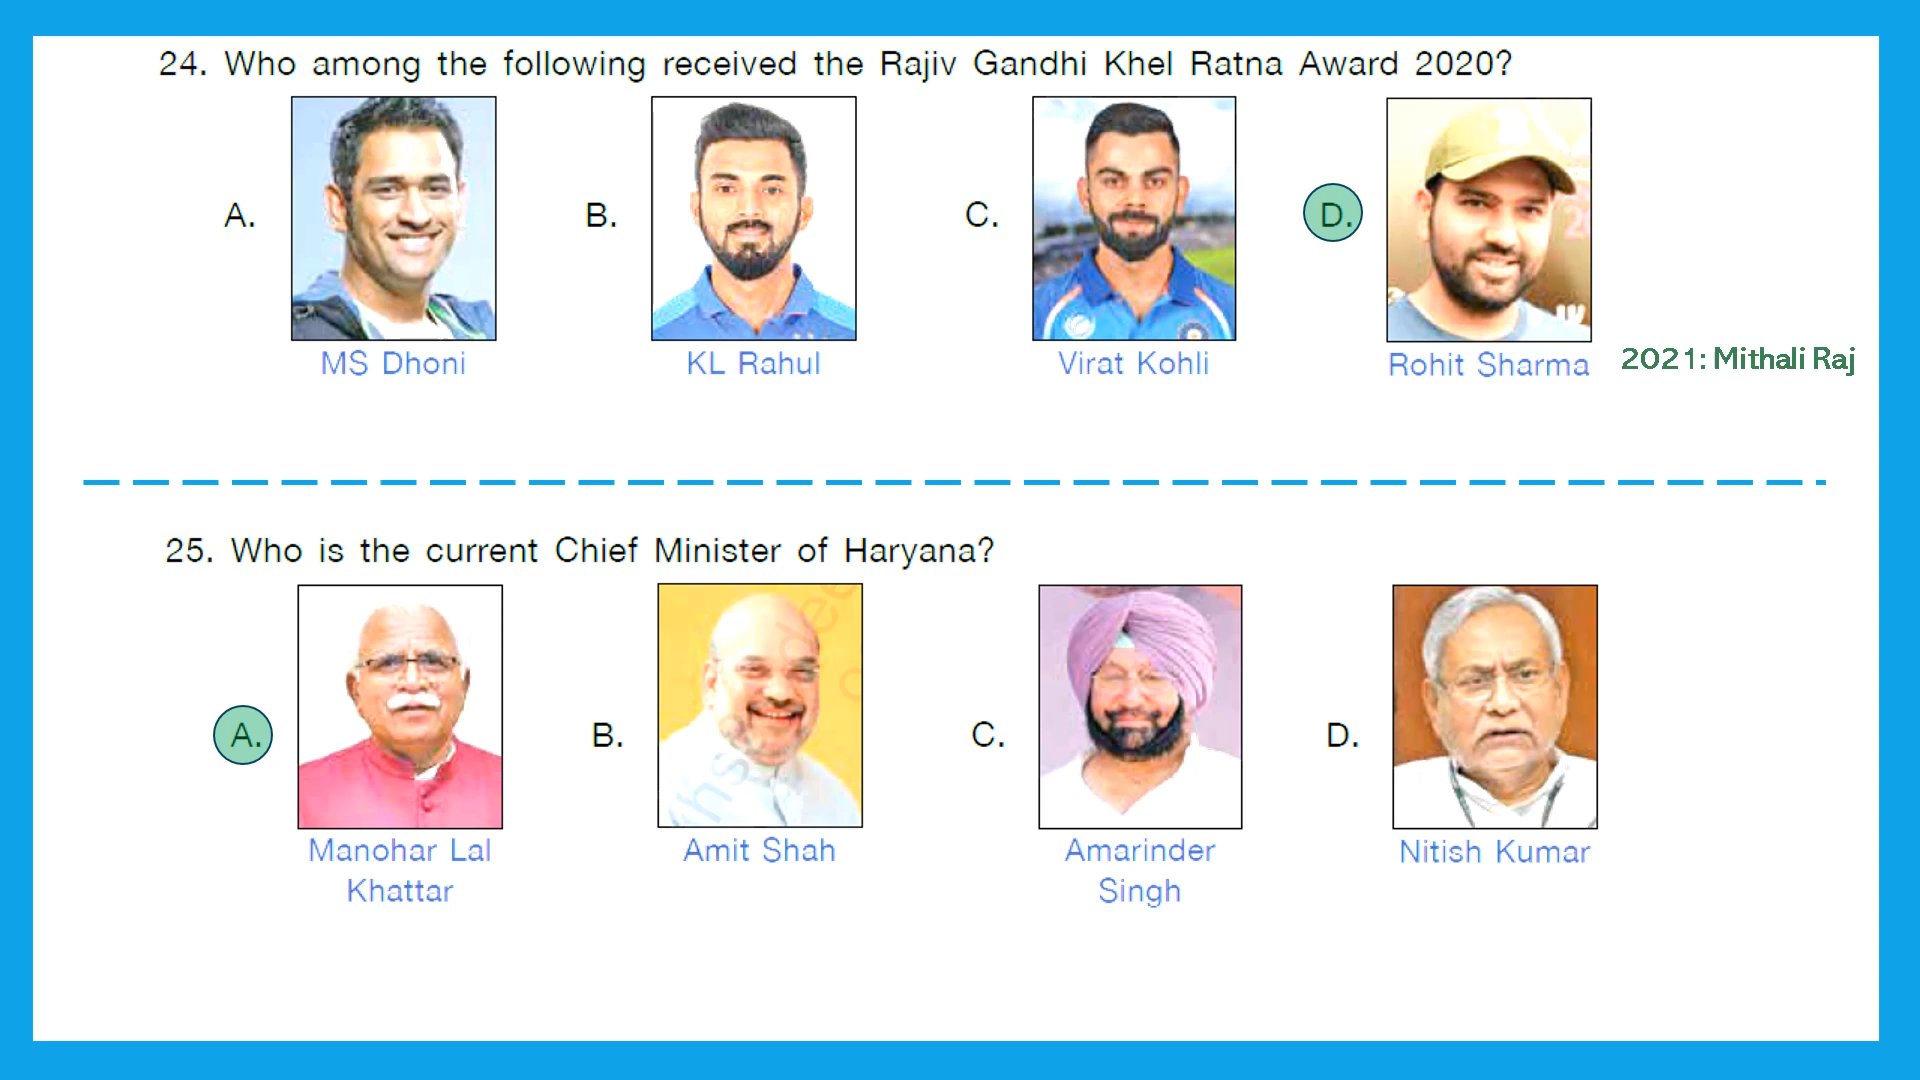 24. Who among the following received the Rajiv Gandhi Khel Ratna Award 2020?
A.
B.
C.
D.
MS Dhoni
KL Rahul
Virat Kohli
Rohit Sharma
2021: Mithali Raj
25. Who is the current Chief Minister of Haryana?
A.
B.
C.
D.
Manohar Lal
Khattar
Amit Shah
Amarinder
Singh
Nitish Kumar